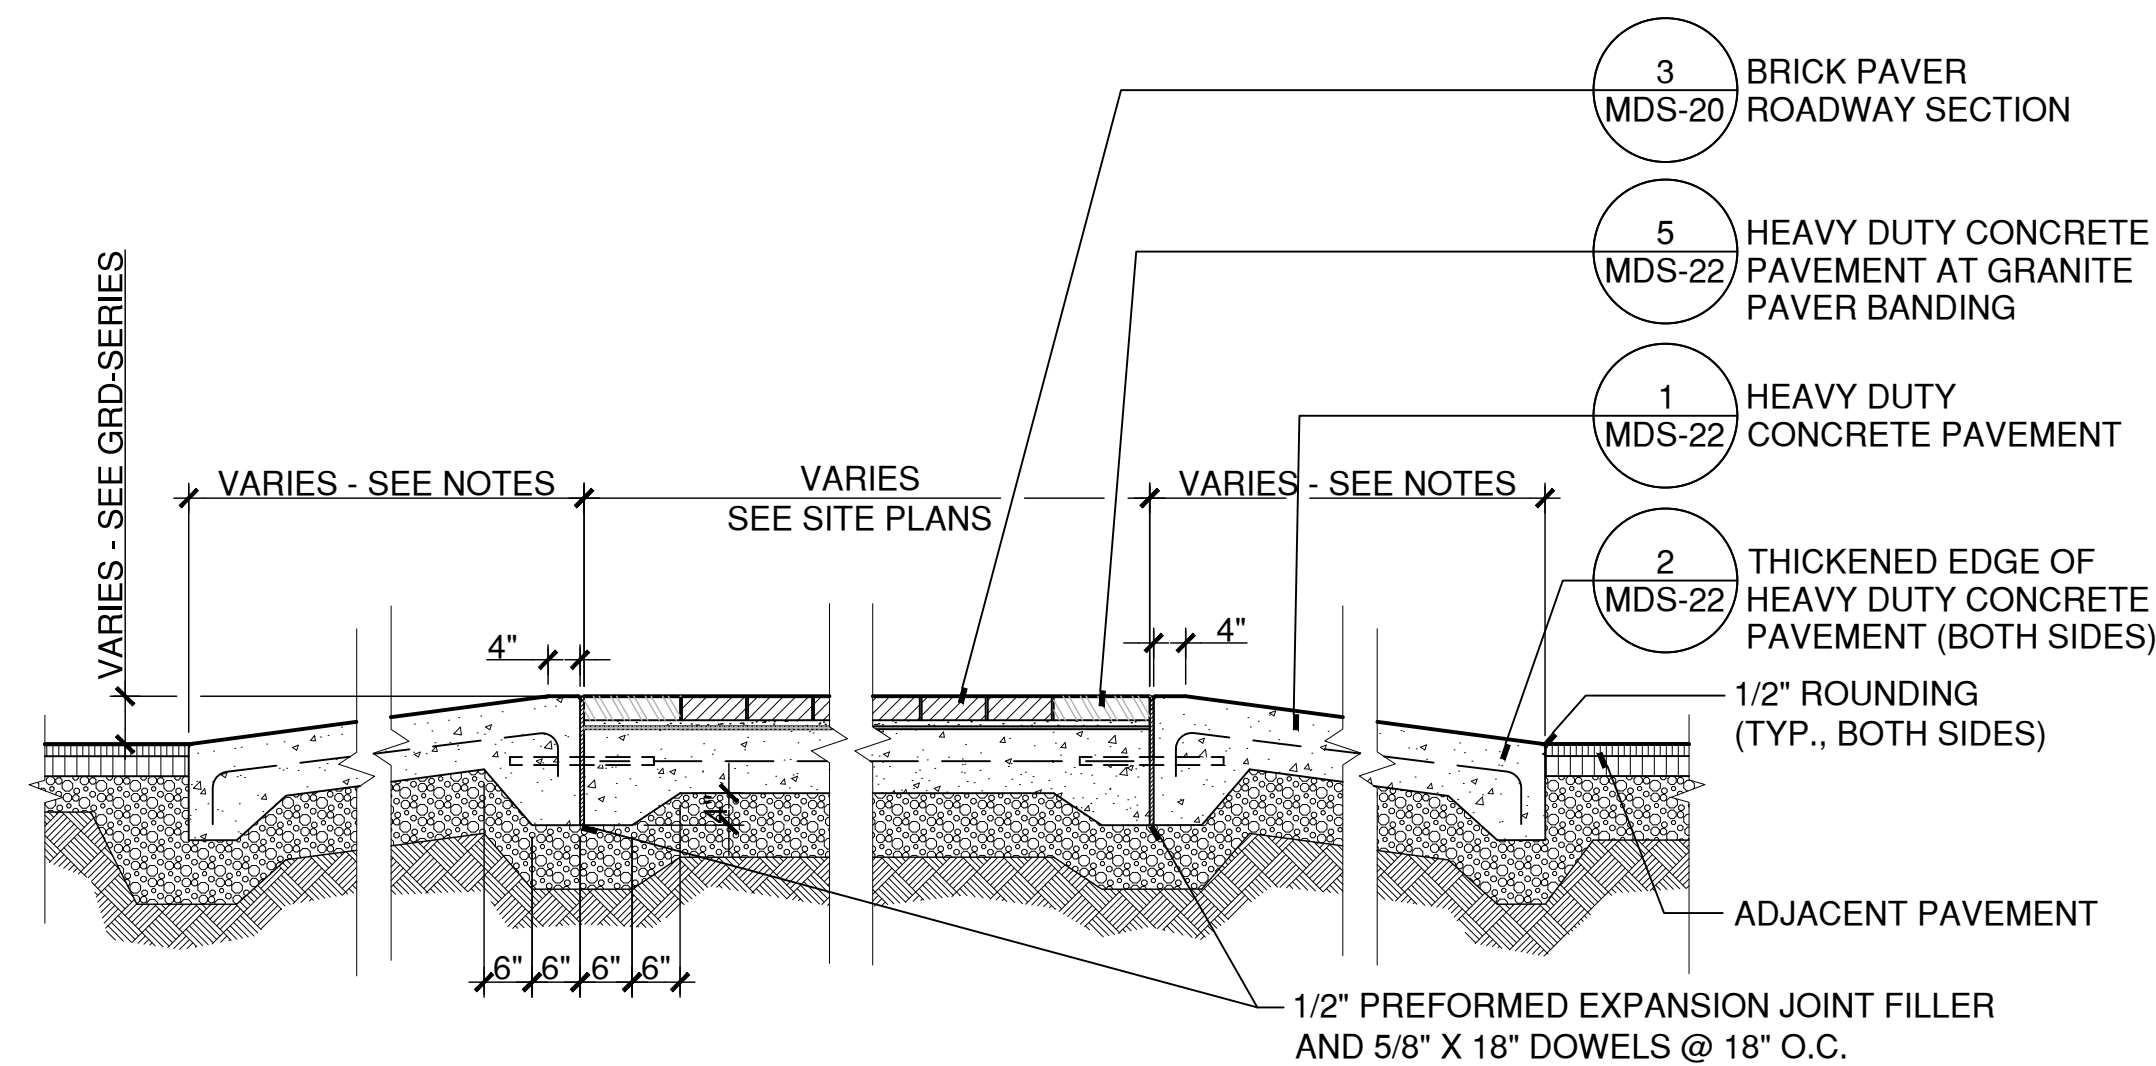 3
MDS-20
BRICK PAVER
ROADWAY SECTION
5
MDS-22
HEAVY DUTY CONCRETE
PAVEMENT AT GRANITE
PAVER BANDING
1
MDS-22
HEAVY DUTY
CONCRETE PAVEMENT
2
MDS-22
THICKENED EDGE OF
HEAVY DUTY CONCRETE
PAVEMENT (BOTH SIDES)
VARIES - SEE GRD-SERIES
VARIES - SEE NOTES
VARIES
SEE SITE PLANS
VARIES - SEE NOTES
4"
4"
1/2" ROUNDING
(TYP., BOTH SIDES)
4"
ADJACENT PAVEMENT
6"
6"
6"
6"
1/2" PREFORMED EXPANSION JOINT FILLER
AND 5/8" X 18" DOWELS @ 18" O.C.